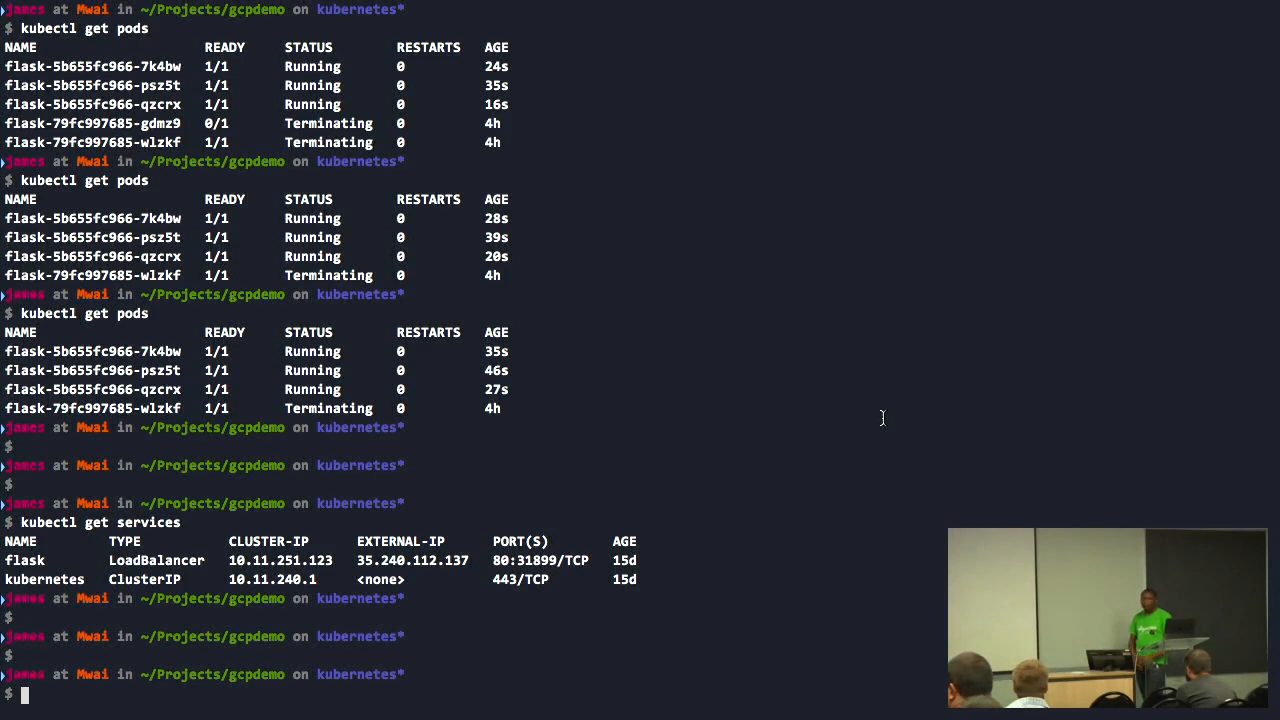 james at Mwai in ~/Projects/gcpdemo on kubernetes*
$ kubectl get pods
NAME READY STATUS RESTARTS AGE
flask-5b655fc966-7k4bw 1/1 Running 0 24s
flask-5b655fc966-psz5t 1/1 Running 0 35s
flask-5b655fc966-qzcrx 1/1 Running 0 16s
flask-79fc997685-gdmz9 0/1 Terminating 0 4h
flask-79fc997685-wlzkf 1/1 Terminating 0 4h
james at Mwai in ~/Projects/gcpdemo on kubernetes*
$ kubectl get pods
NAME READY STATUS RESTARTS AGE
flask-5b655fc966-7k4bw 1/1 Running 0 28s
flask-5b655fc966-psz5t 1/1 Running 0 39s
flask-5b655fc966-qzcrx 1/1 Running 0 20s
flask-79fc997685-wlzkf 1/1 Terminating 0 4h
james at Mwai in ~/Projects/gcpdemo on kubernetes*
$ kubectl get pods
NAME READY STATUS RESTARTS AGE
flask-5b655fc966-7k4bw 1/1 Running 0 35s
flask-5b655fc966-psz5t 1/1 Running 0 46s
flask-5b655fc966-qzcrx 1/1 Running 0 27s
flask-79fc997685-wlzkf 1/1 Terminating 0 4h
james at Mwai in ~/Projects/gcpdemo on kubernetes*
$
james at Mwai in ~/Projects/gcpdemo on kubernetes*
$
james at Mwai in ~/Projects/gcpdemo on kubernetes*
$ kubectl get services
NAME TYPE CLUSTER-IP EXTERNAL-IP PORT(S) AGE
flask LoadBalancer 10.11.251.123 35.240.112.137 80:31899/TCP 15d
kubernetes ClusterIP 10.11.240.1 <none> 443/TCP 15d
james at Mwai in ~/Projects/gcpdemo on kubernetes*
$
james at Mwai in ~/Projects/gcpdemo on kubernetes*
$
james at Mwai in ~/Projects/gcpdemo on kubernetes*
$